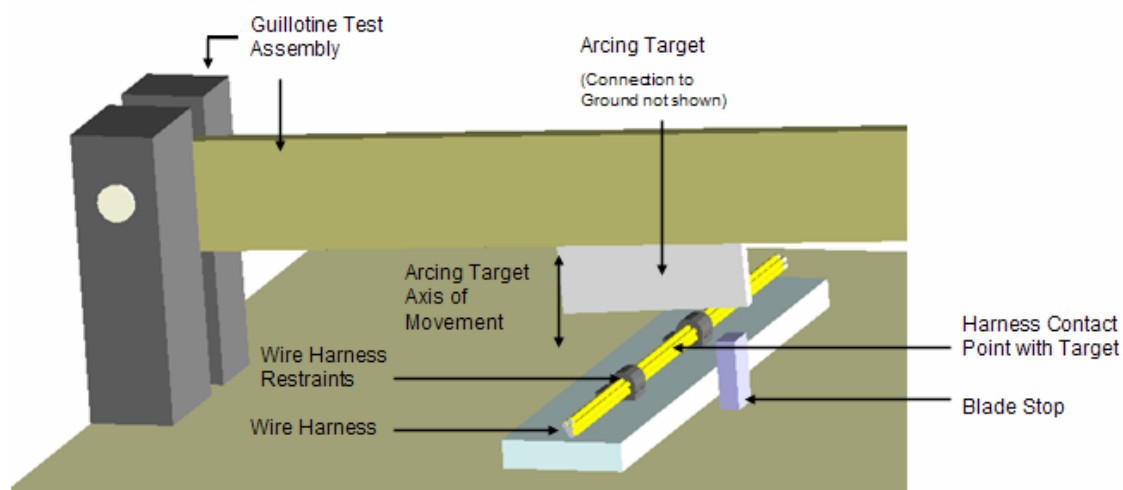 Guillotine Test
Assembly
Arcing Target
(Connection to
Ground not shown)
Arcing Target
Axis of
Movement
Wire Harness
Restraints
Wire Harness
Harness Contact
Point with Target
Blade Stop